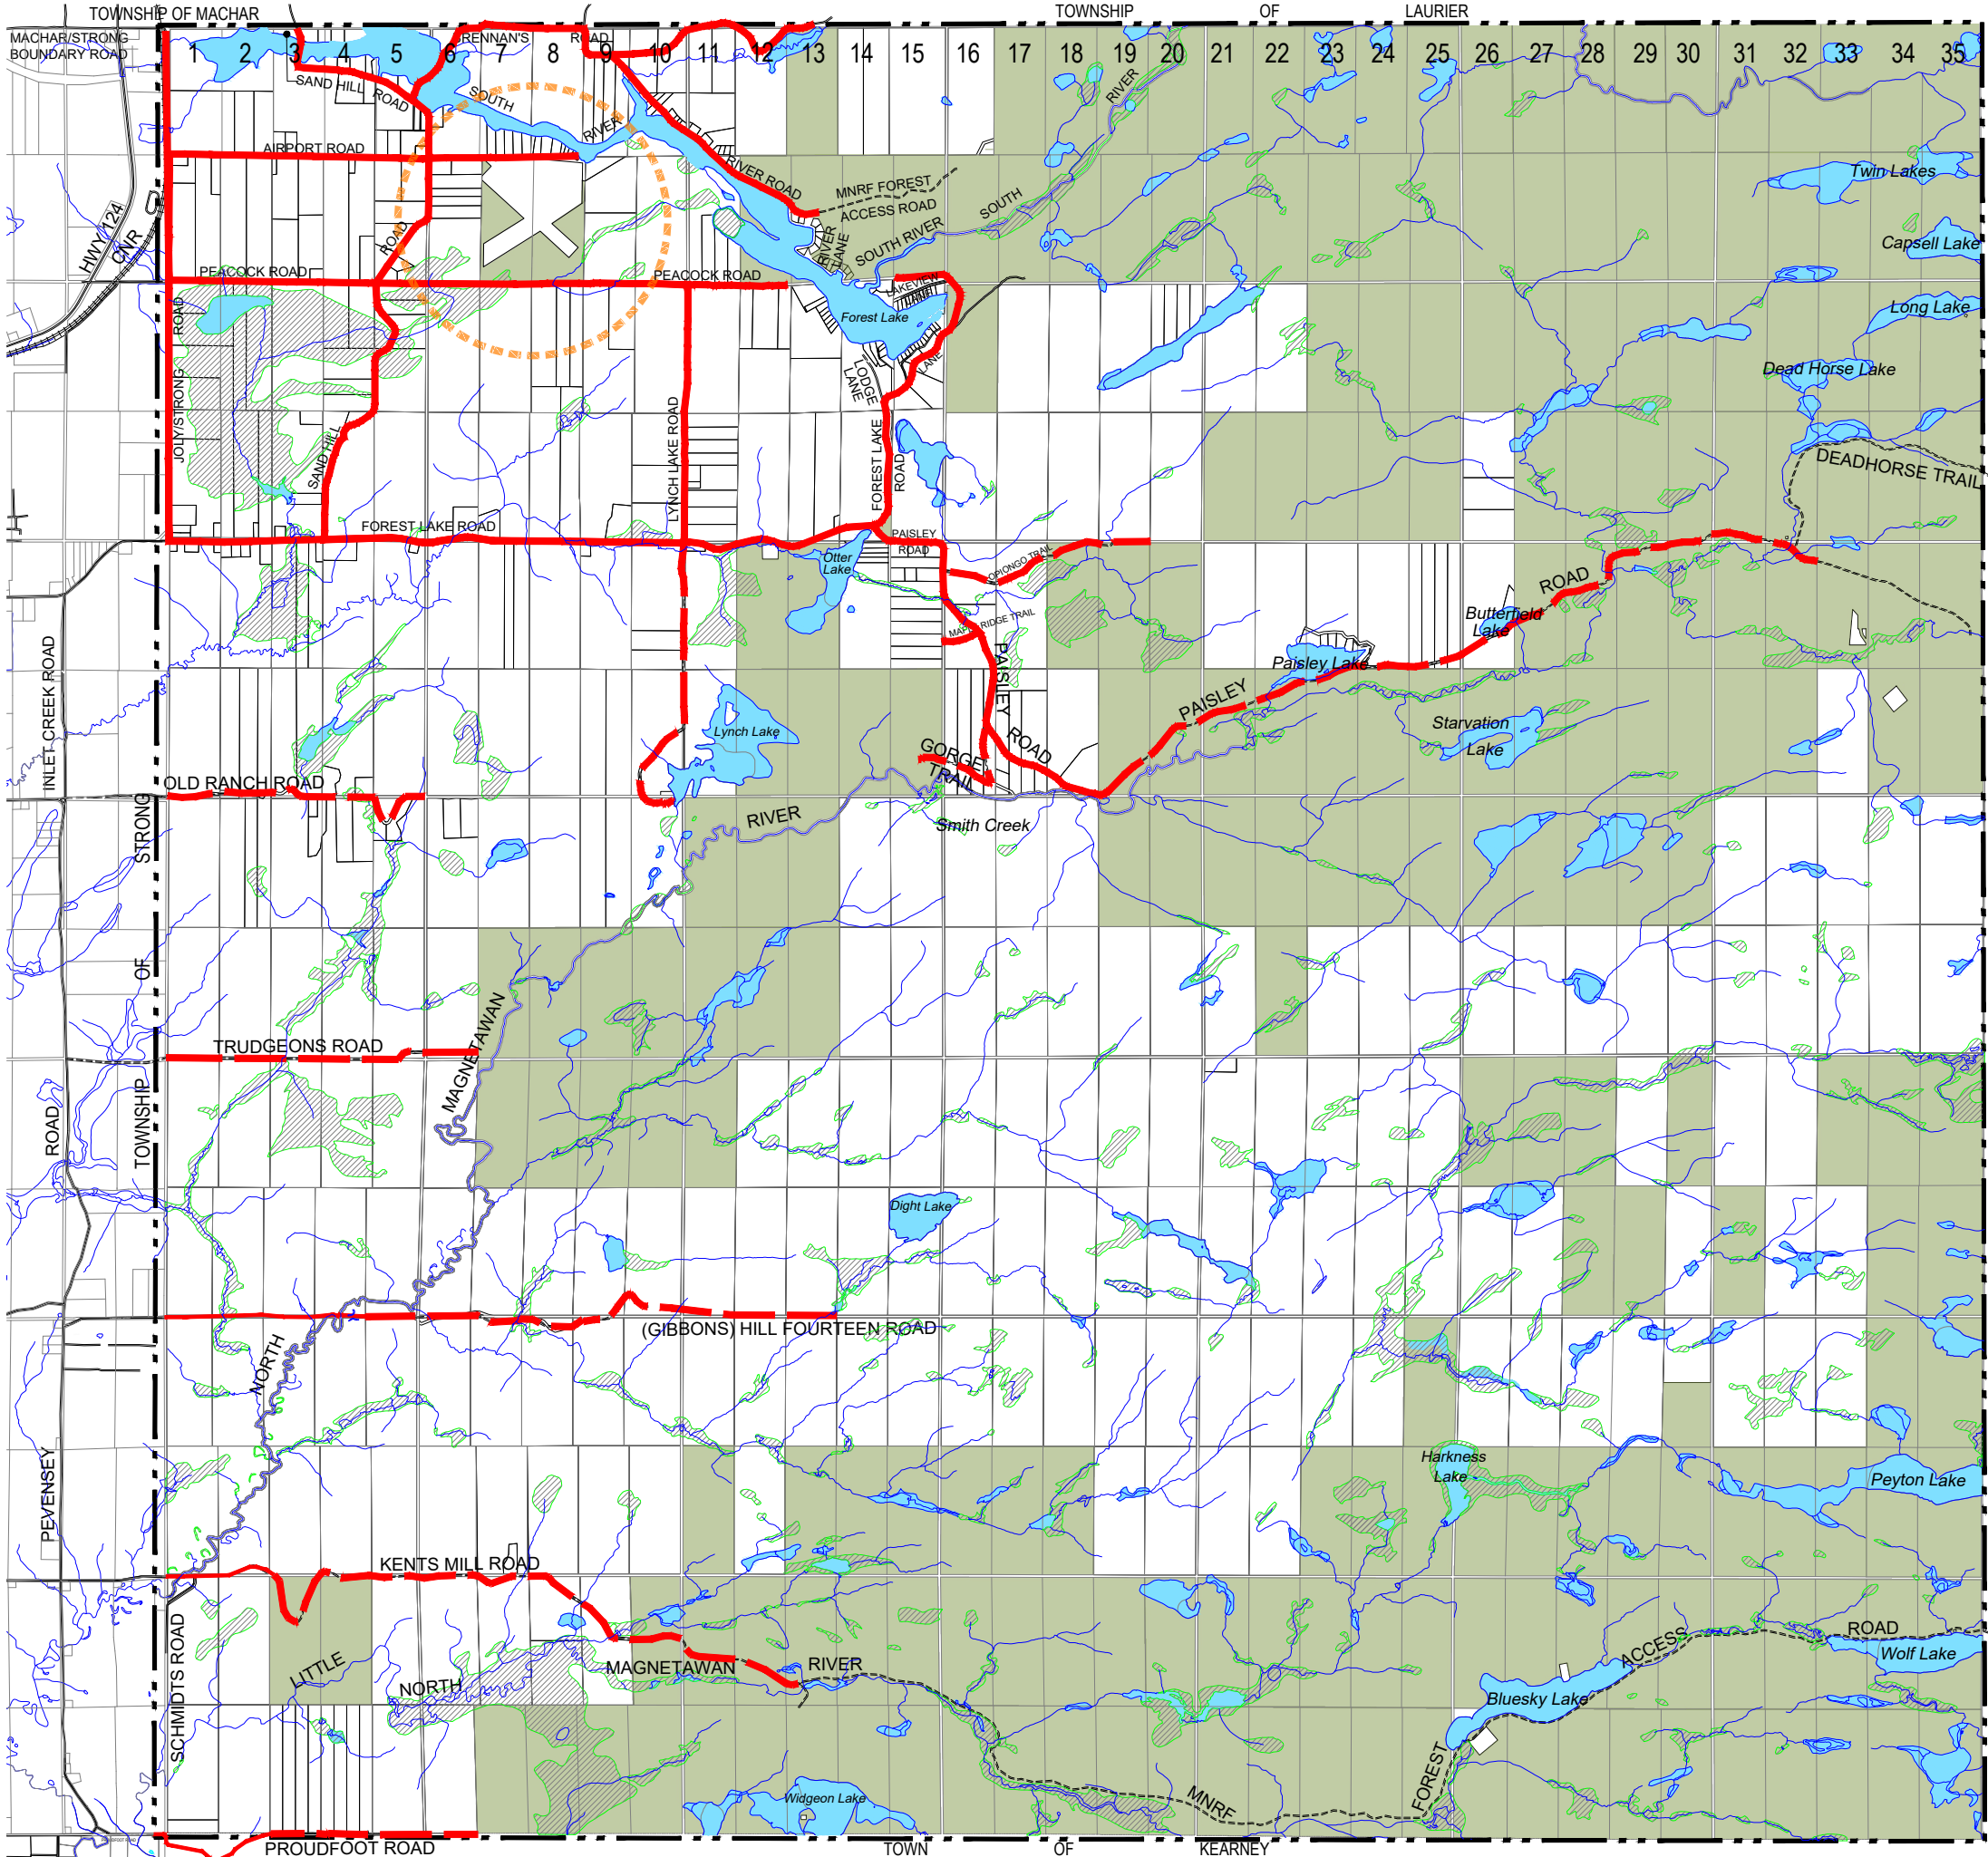 TOWNSHIP OF MACHAR
TOWNSHIP OF LAURIER
MACHAR/STRONG
BOUNDARY ROAD
RENNAN'S ROAD
1 2 3 4 5 6 7 8 9 10 11 12 13 14 15 16 17 18 19 20 21 22 23 24 25 26 27 28 29 30 31 32 33 34 35
SAND HILL ROAD
SOUTH
RIVER
RIVER
AIRPORT ROAD
RIVER ROAD
MNRF FOREST
ACCESS ROAD
SOUTH
SOUTH RIVER
RIVER
LANE
Twin Lakes
HWY 124
CNR
ROAD
Capsell Lake
PEACOCK ROAD
PEACOCK ROAD
LAKEVIEW
LANE
Forest Lake
Long Lake
JOLY/STRONG ROAD
LODGE
LANE
Dead Horse Lake
SAND HILL
LYNCH LAKE ROAD
FOREST LAKE
ROAD
DEADHORSE TRAIL
FOREST LAKE ROAD
PAISLEY
ROAD
Otter
Lake
OPIONGO TRAIL
ROAD
Butterfield
Lake
MAPLE RIDGE TRAIL
PAISLEY
ROAD
Paisley Lake
PAISLEY
INLET CREEK ROAD
Lynch Lake
Starvation
Lake
GORGE
TRAIL
OLD RANCH ROAD
RIVER
Smith Creek
TOWNSHIP OF STRONG
MAGNETAWAN
TRUDGEONS ROAD
ROAD
Dight Lake
(GIBBONS) HILL FOURTEEN ROAD
NORTH
PEVENSEY
Harkness
Lake
Peyton Lake
KENTS MILL ROAD
SCHMIDTS ROAD
LITTLE
NORTH
MAGNETAWAN
RIVER
ACCESS
ROAD
Wolf Lake
Bluesky Lake
FOREST
MNRF
Widgeon Lake
PROUDFOOT ROAD
TOWN OF KEARNEY